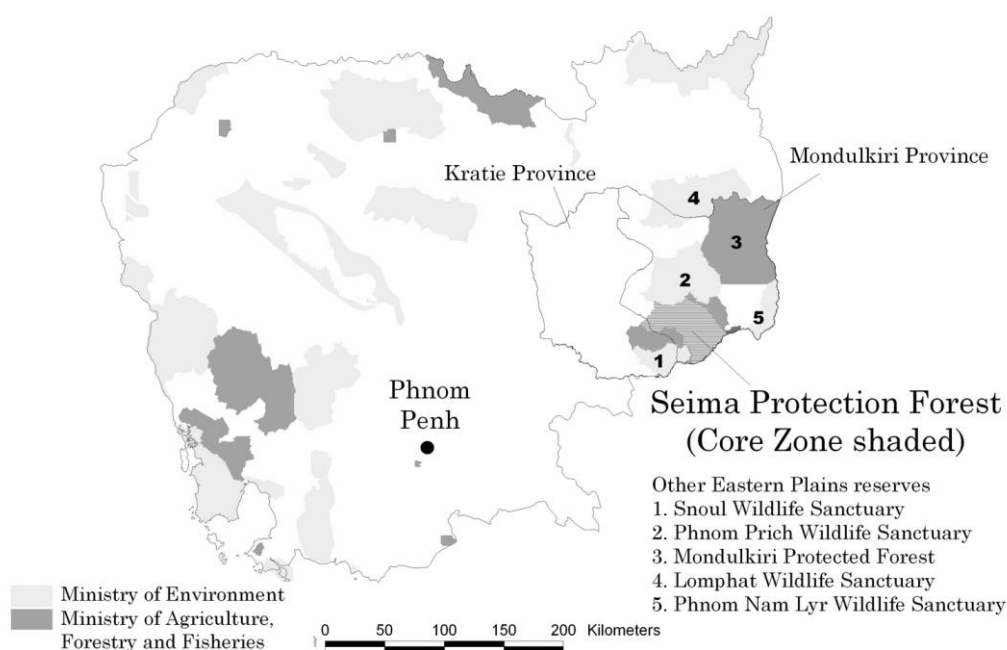 Kratie Province
Mondulkiri Province
4
3
2
5
1
Phnom
Penh
Seima Protection Forest
(Core Zone shaded)
Other Eastern Plains reserves
1. Snoul Wildlife Sanctuary
2. Phnom Prich Wildlife Sanctuary
3. Mondulkiri Protected Forest
4. Lomphat Wildlife Sanctuary
5. Phnom Nam Lyr Wildlife Sanctuary
Ministry of Environment
Ministry of Agriculture,
Forestry and Fisheries
0 50 100 150 200 Kilometers